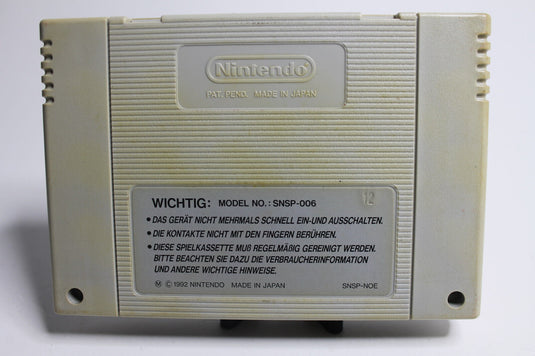 Nintendo
PAT. PEND. MADE IN JAPAN
WICHTIG: MODEL NO.: SNSP-006
12
• DAS GERÄT NICHT MEHRMALS SCHNELL EIN-UND AUSSCHALTEN.
• DIE KONTAKTE NICHT MIT DEN FINGERN BERÜHREN.
• DIESE SPIELKASSETTE MUß REGELMÄßIG GEREINIGT WERDEN.
BITTE BEACHTEN SIE DAZU DIE VERBRAUCHERINFORMATION
UND ANDERE WICHTIGE HINWEISE.
Ⓜ © 1992 NINTENDO MADE IN JAPAN SNSP-NOE